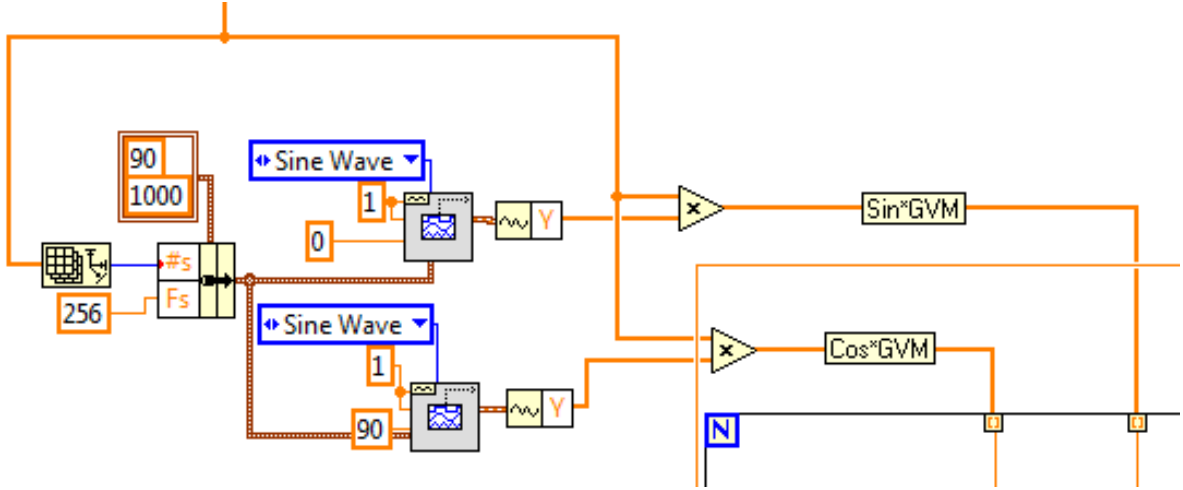 90
1000
Sine Wave
1
0
Y
x
Sin*GVM
#s
Fs
256
Sine Wave
1
90
Y
x
Cos*GVM
N